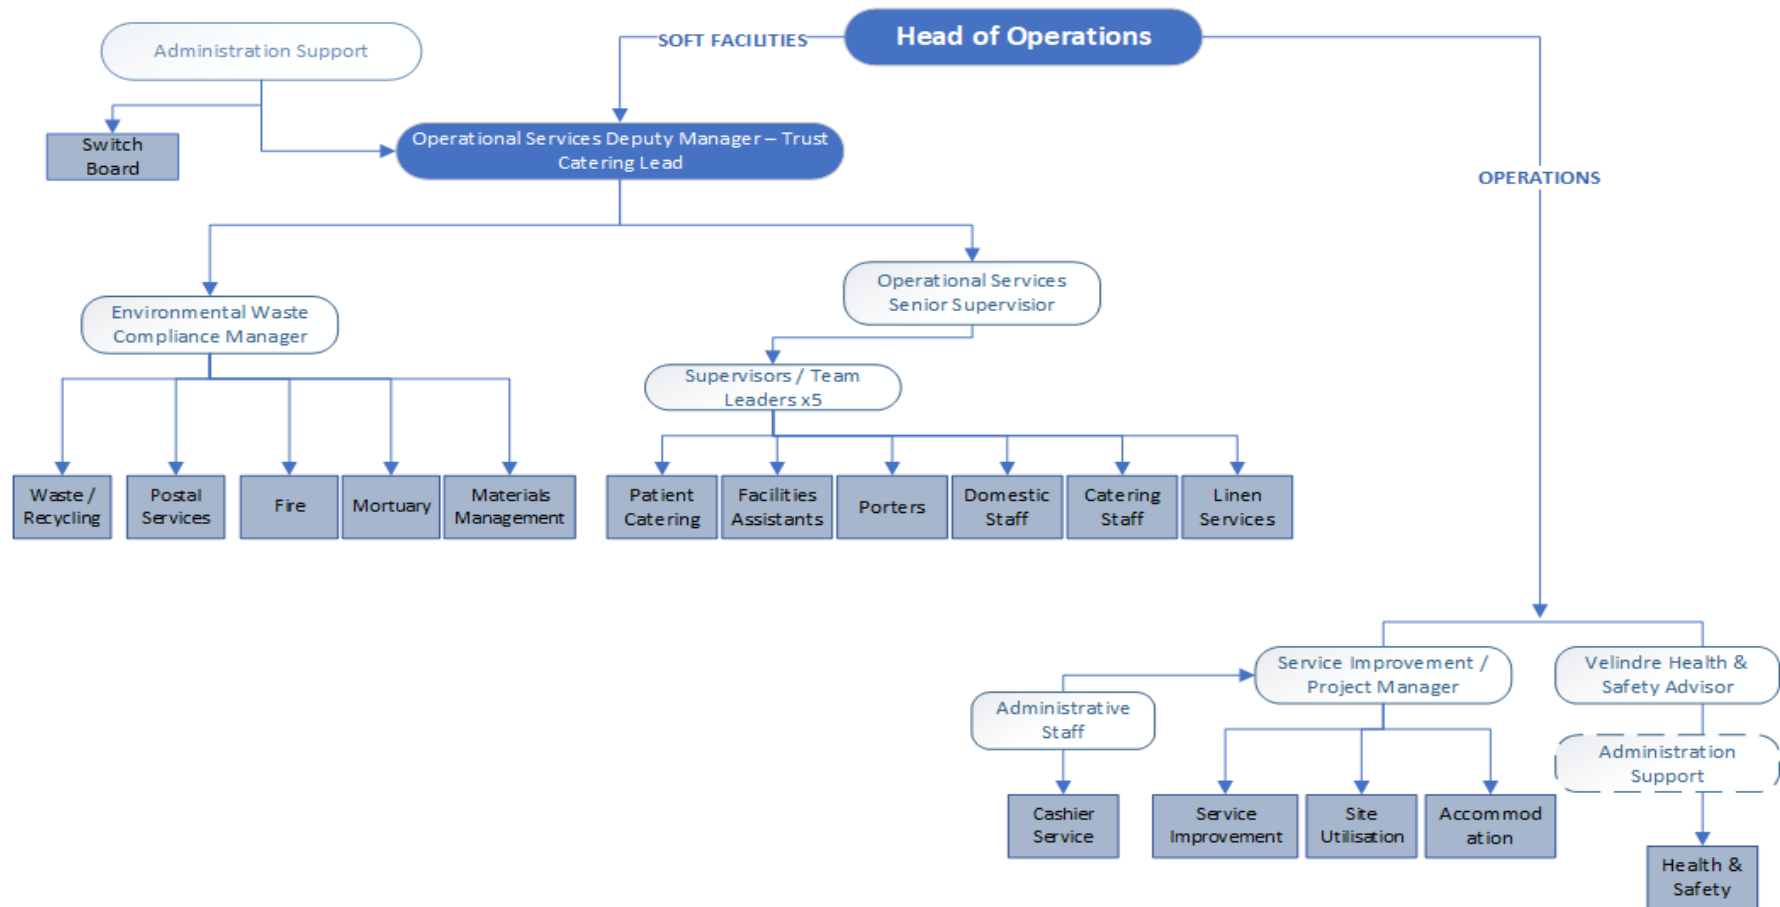 Head of Operations
SOFT FACILITIES
Administration Support
Switch
Board
Operational Services Deputy Manager – Trust
Catering Lead
OPERATIONS
Environmental Waste
Compliance Manager
Operational Services
Senior Supervisior
Supervisors / Team
Leaders x5
Waste /
Recycling
Postal
Services
Fire
Mortuary
Materials
Management
Patient
Catering
Facilities
Assistants
Porters
Domestic
Staff
Catering
Staff
Linen
Services
Service Improvement /
Project Manager
Velindre Health &
Safety Advisor
Administrative
Staff
Administration
Support
Cashier
Service
Service
Improvement
Site
Utilisation
Accommod
ation
Health &
Safety